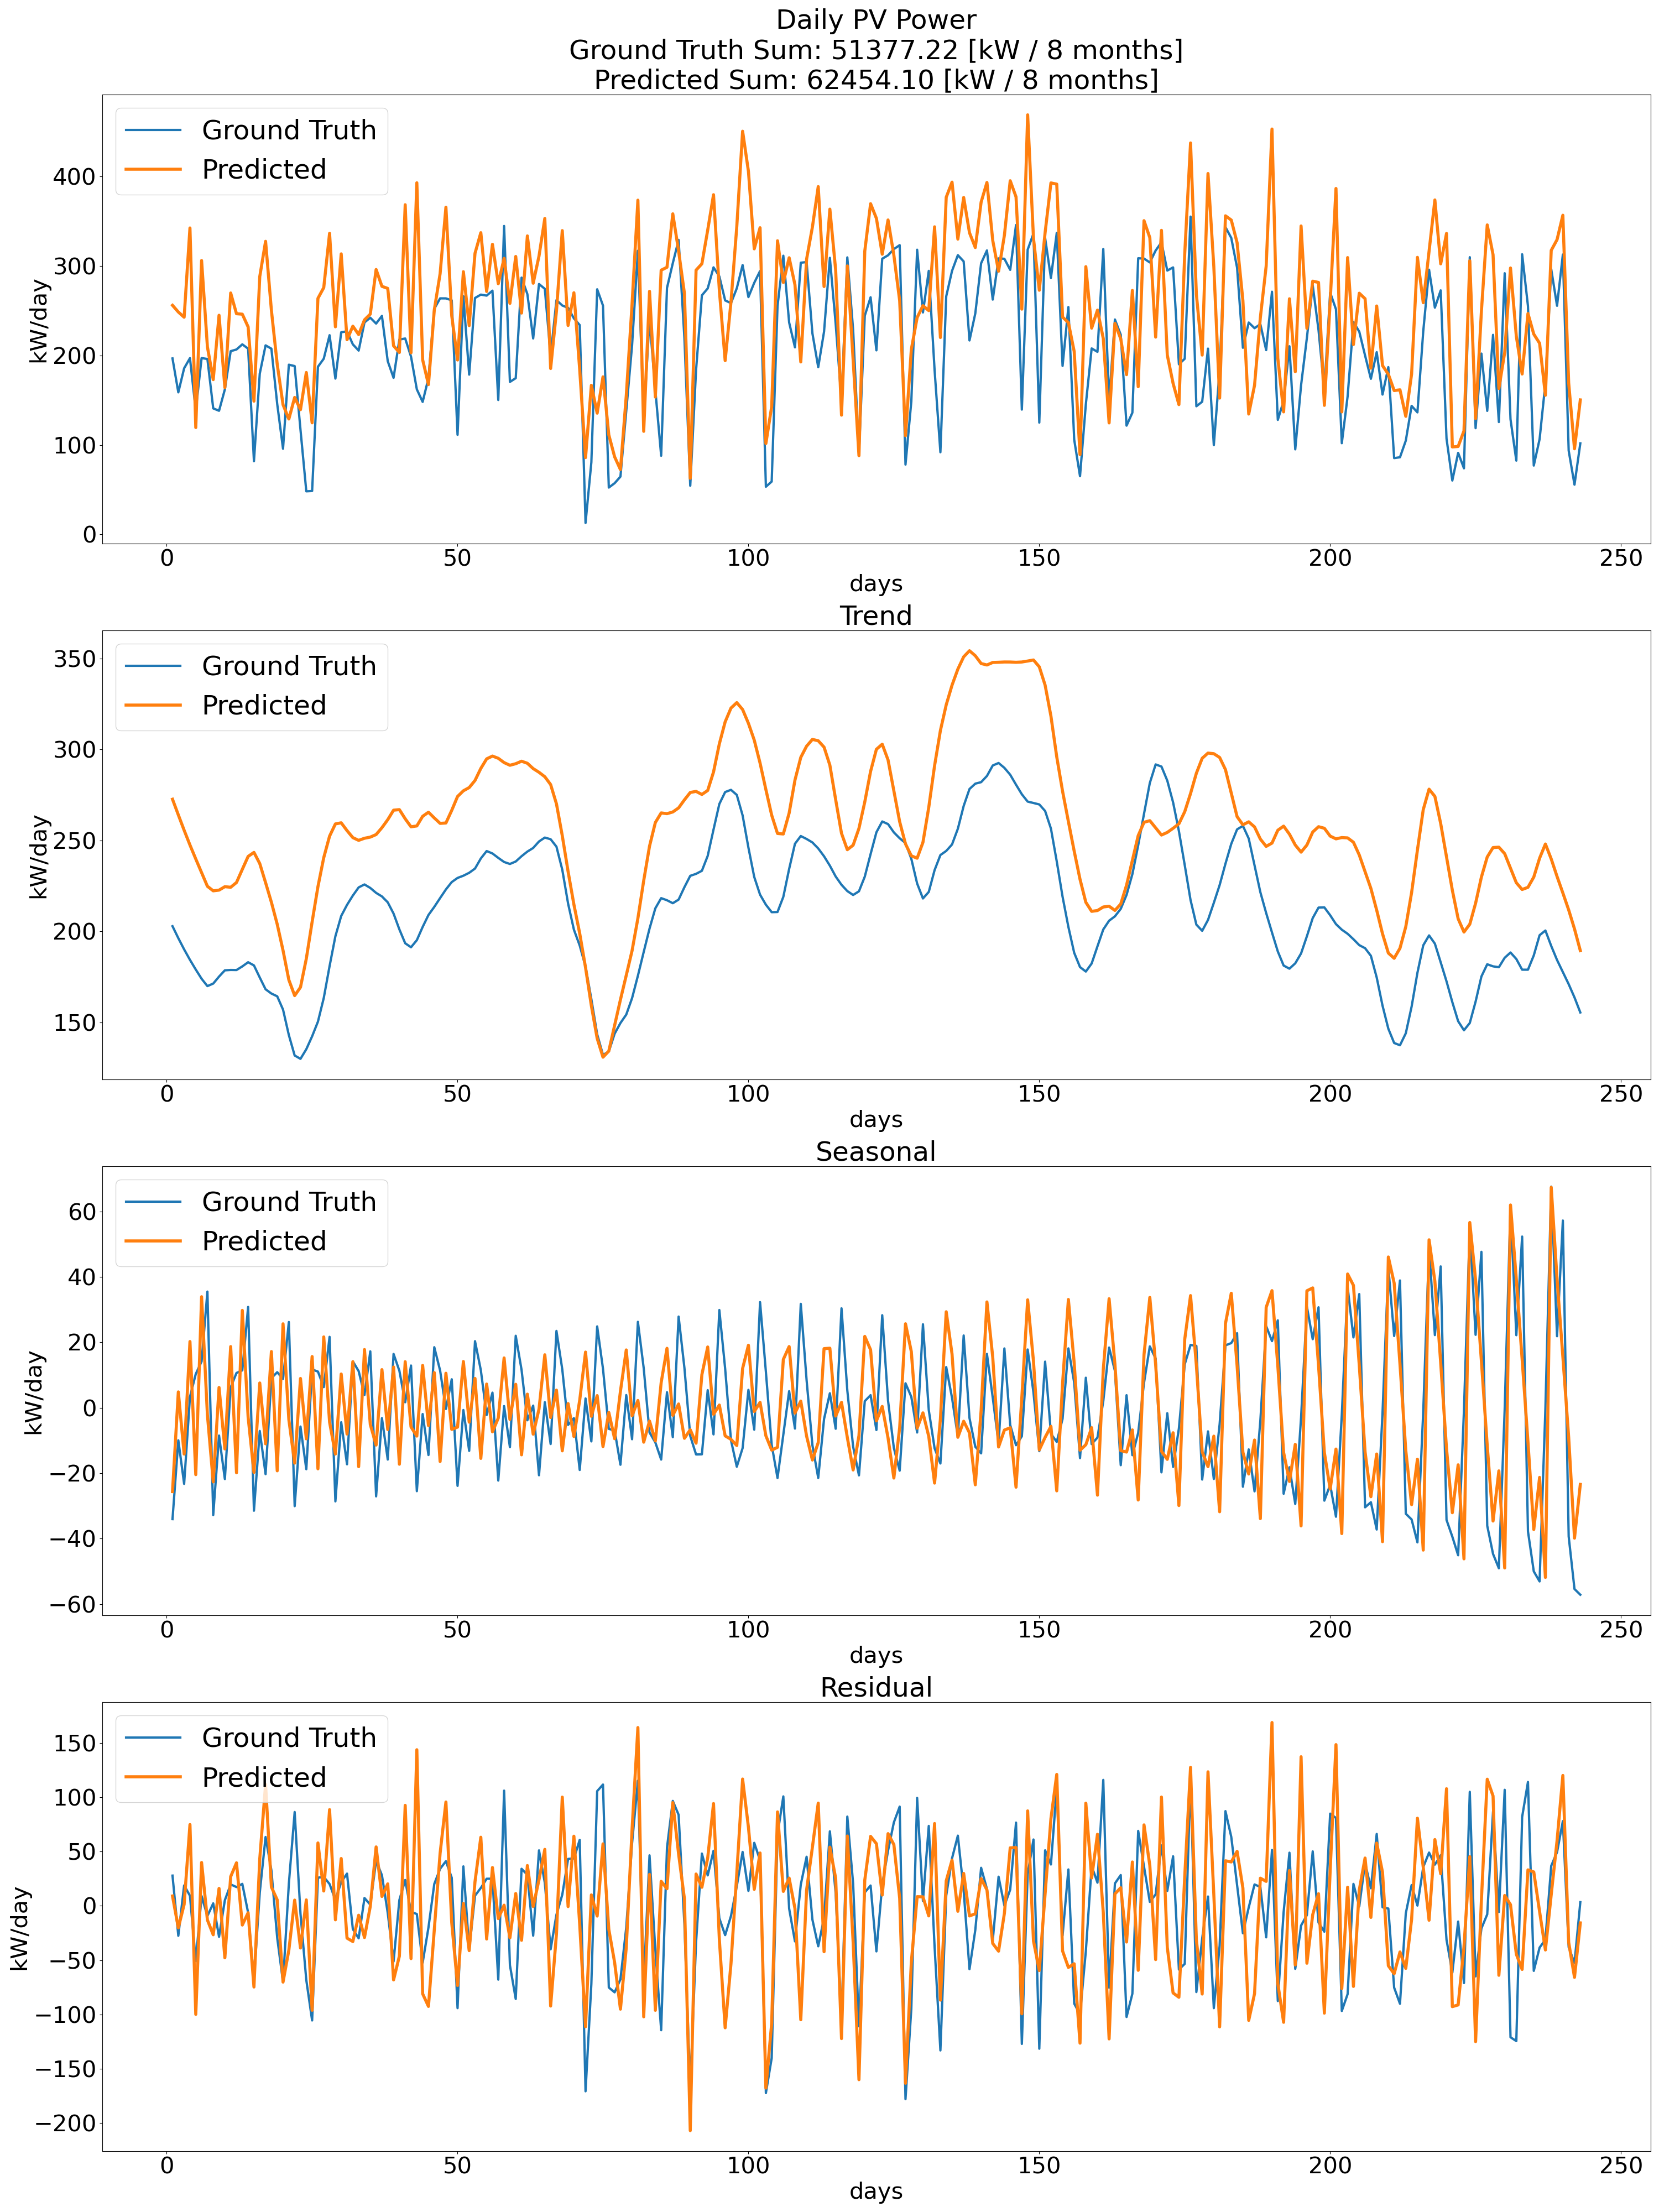 Daily PV Power
Ground Truth Sum: 51377.22 [kW / 8 months]
Predicted Sum: 62454.10 [kW / 8 months]
Ground Truth
Predicted
kW/day
400
300
200
100
0
0 50 100 150 200 250
days
Trend
Ground Truth
Predicted
kW/day
350
300
250
200
150
0 50 100 150 200 250
days
Seasonal
Ground Truth
Predicted
kW/day
60
40
20
0
−20
−40
−60
0 50 100 150 200 250
days
Residual
Ground Truth
Predicted
kW/day
150
100
50
0
−50
−100
−150
−200
0 50 100 150 200 250
days